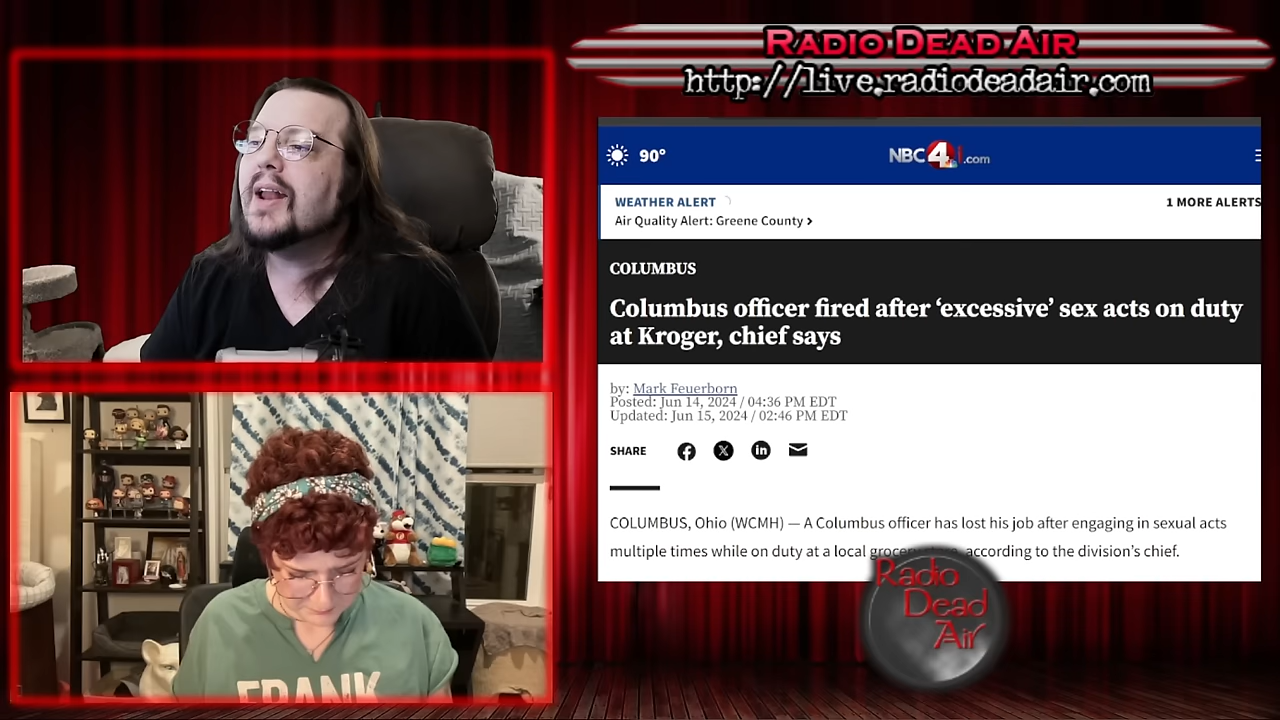 RADIO DEAD AIR
http://live.radiodeadair.com
90°
NBC 4i.com
WEATHER ALERT
1 MORE ALERTS
Air Quality Alert: Greene County >
COLUMBUS
Columbus officer fired after ‘excessive’ sex acts on duty
at Kroger, chief says
by: Mark Feuerborn
Posted: Jun 14, 2024 / 04:36 PM EDT
Updated: Jun 15, 2024 / 02:46 PM EDT
SHARE
COLUMBUS, Ohio (WCMH) — A Columbus officer has lost his job after engaging in sexual acts
multiple times while on duty at a local according to the division’s chief.
Radio
Dead
Air
FRANK